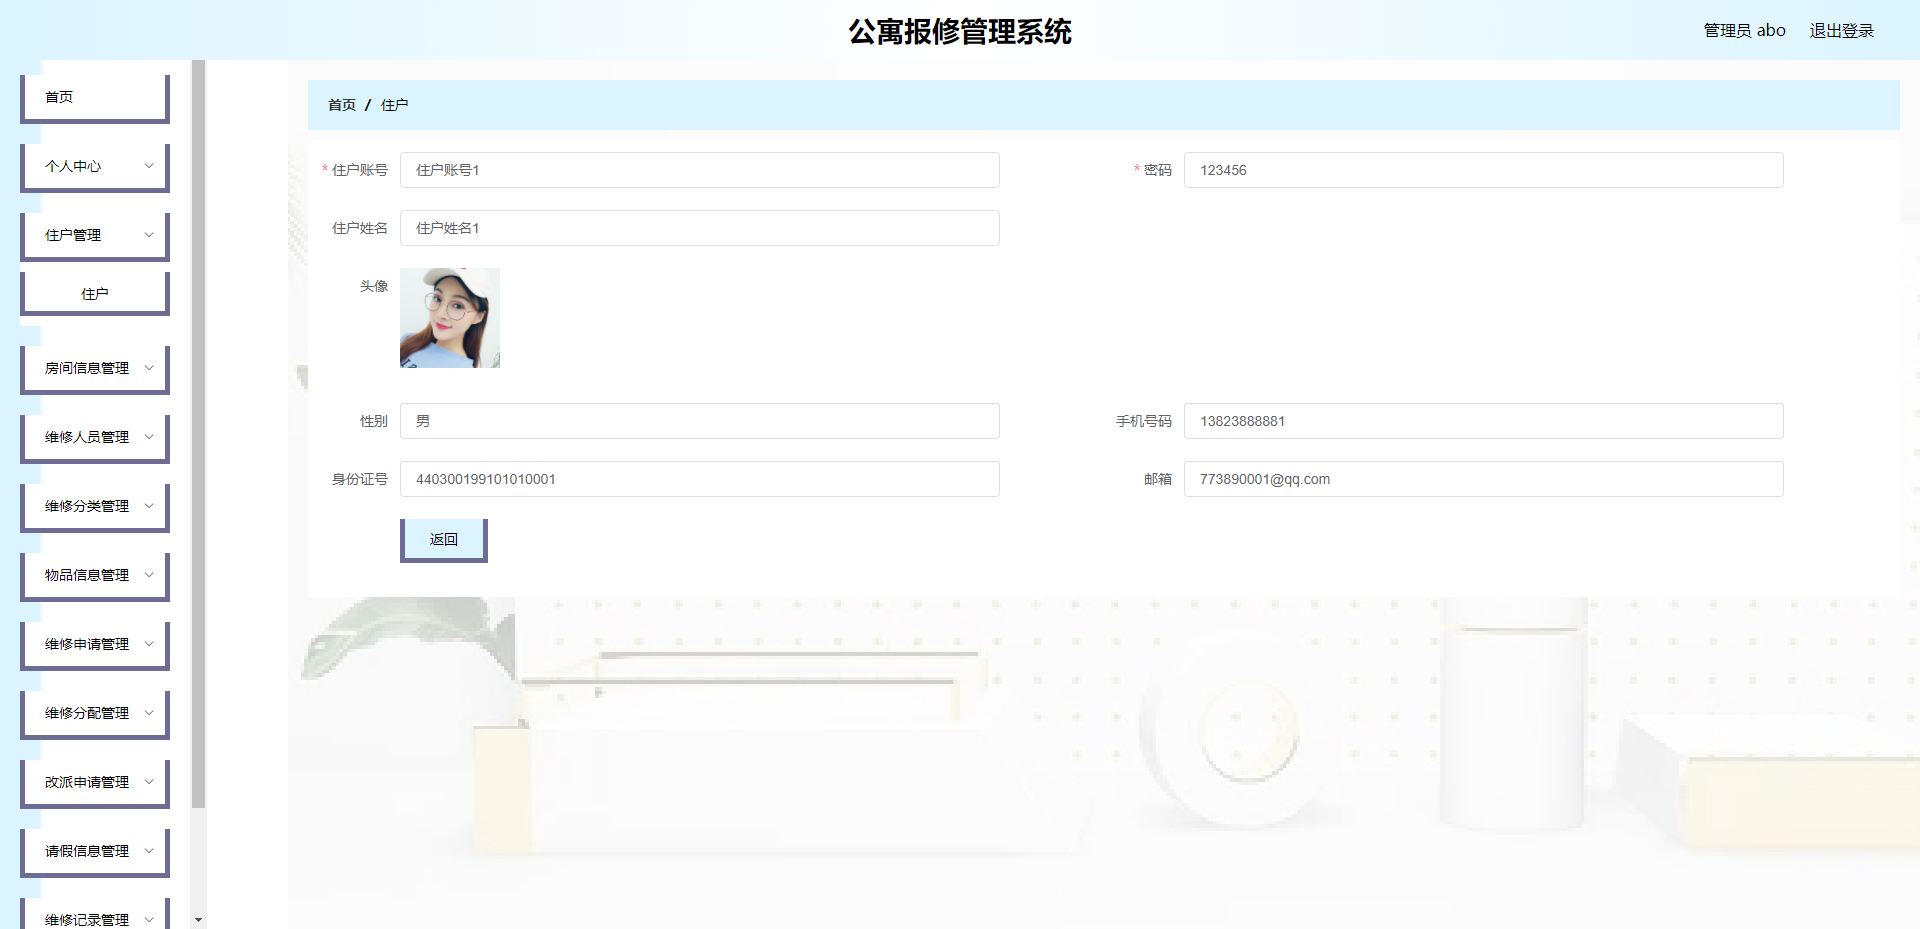 公寓报修管理系统
管理员 abo 退出登录
首页
个人中心
住户管理
住户
房间信息管理
维修人员管理
维修分类管理
物品信息管理
维修申请管理
维修分配管理
改派申请管理
请假信息管理
维修记录管理
首页 / 住户
* 住户账号 住户账号1
* 密码 123456
住户姓名 住户姓名1
头像
性别 男
手机号码 13823888881
身份证号 440300199101010001
邮箱 773890001@qq.com
返回